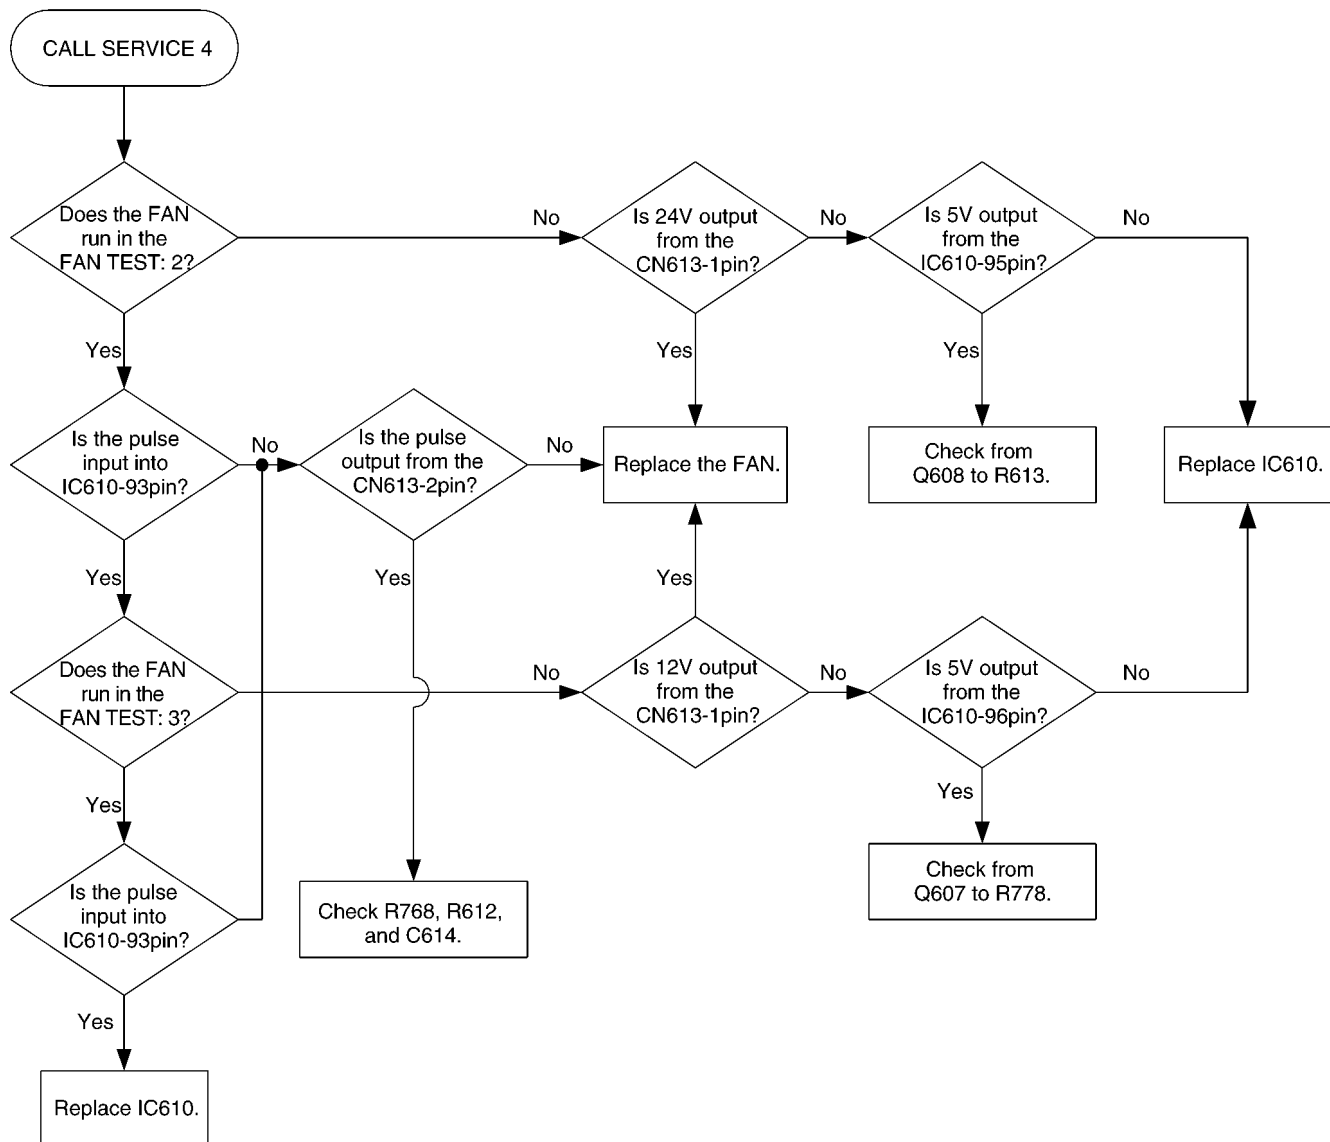 CALL SERVICE 4
Does the FAN
run in the
FAN TEST: 2?
No
Is 24V output
from the
CN613-1pin?
No
Is 5V output
from the
IC610-95pin?
No
Yes
Yes
Yes
Is the pulse
input into
IC610-93pin?
No
Is the pulse
output from the
CN613-2pin?
No
Replace the FAN.
Check from
Q608 to R613.
Replace IC610.
Yes
Yes
Yes
Does the FAN
run in the
FAN TEST: 3?
No
Is 12V output
from the
CN613-1pin?
No
Is 5V output
from the
IC610-96pin?
No
Yes
Yes
Is the pulse
input into
IC610-93pin?
Check R768, R612,
and C614.
Check from
Q607 to R778.
Yes
Replace IC610.